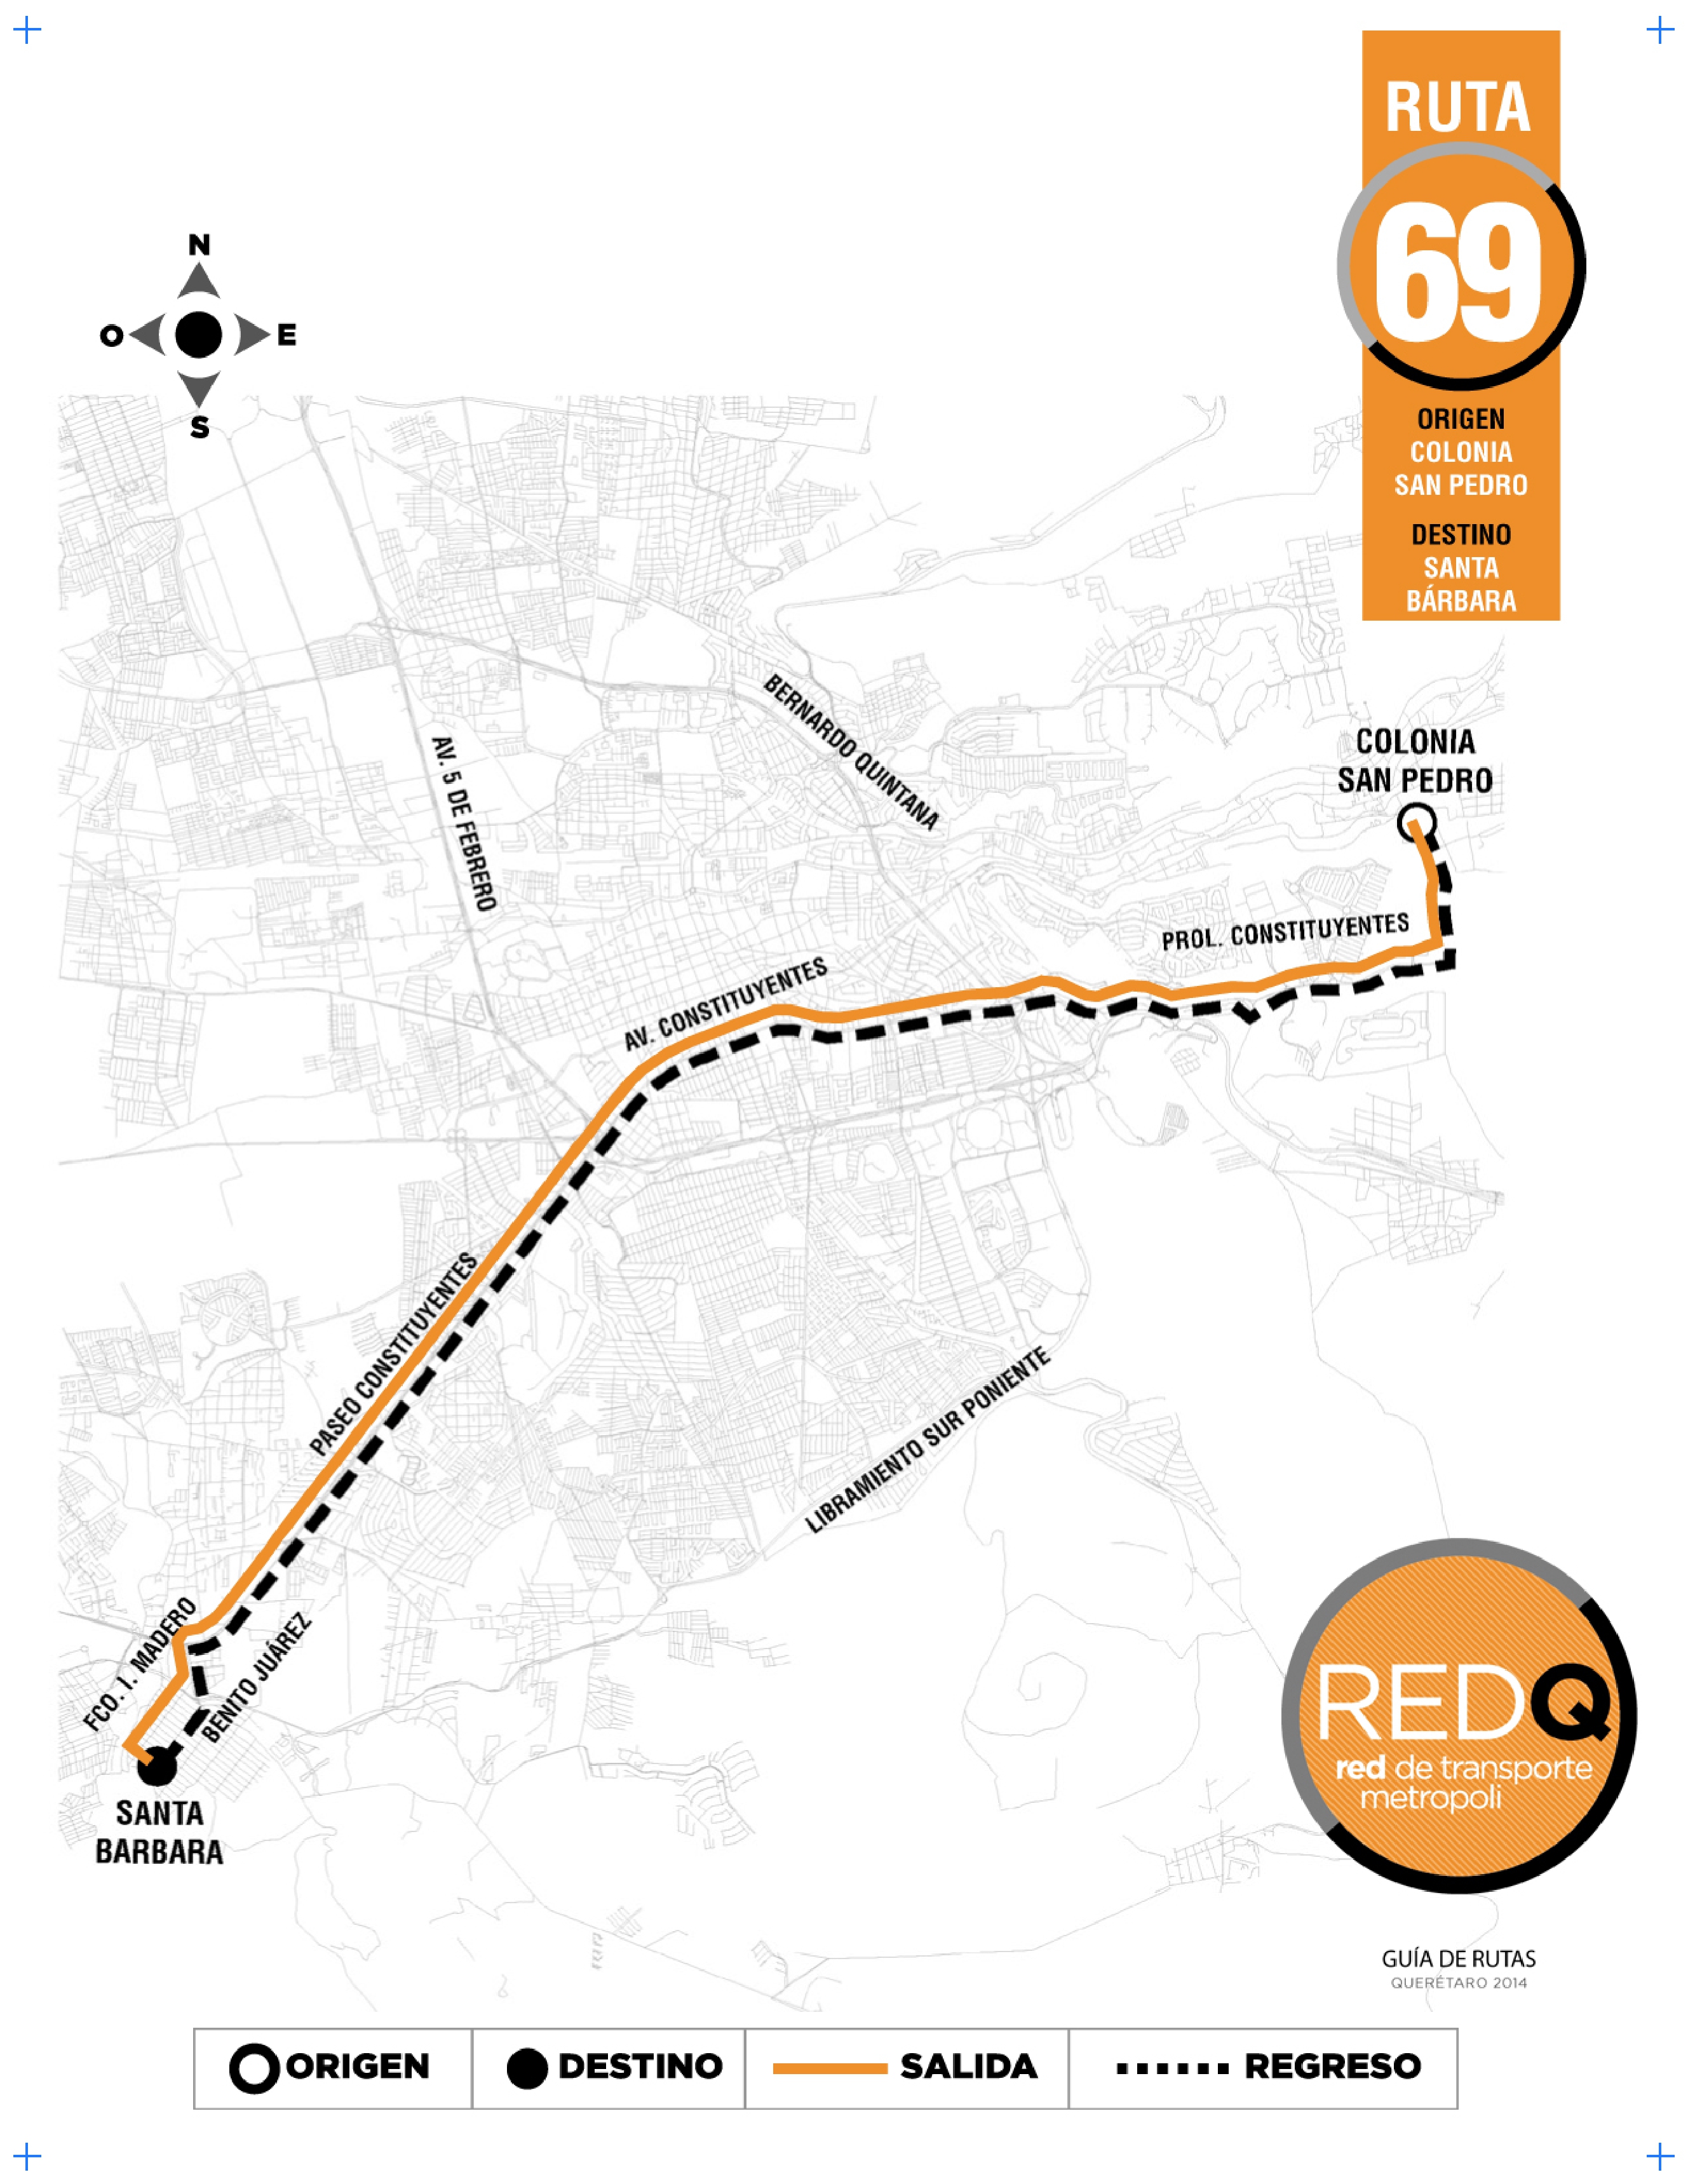 RUTA
69
ORIGEN
COLONIA
SAN PEDRO
DESTINO
SANTA
BÁRBARA
N
O
E
S
BERNARDO QUINTANA
AV. 5 DE FEBRERO
COLONIA
SAN PEDRO
PROL. CONSTITUYENTES
AV. CONSTITUYENTES
PASEO CONSTITUYENTES
LIBRAMIENTO SUR PONIENTE
FCO. I. MADERO
BENITO JUÁREZ
SANTA
BARBARA
REDQ
red de transporte
metropoli
GUÍA DE RUTAS
QUERÉTARO 2014
ORIGEN
DESTINO
SALIDA
REGRESO